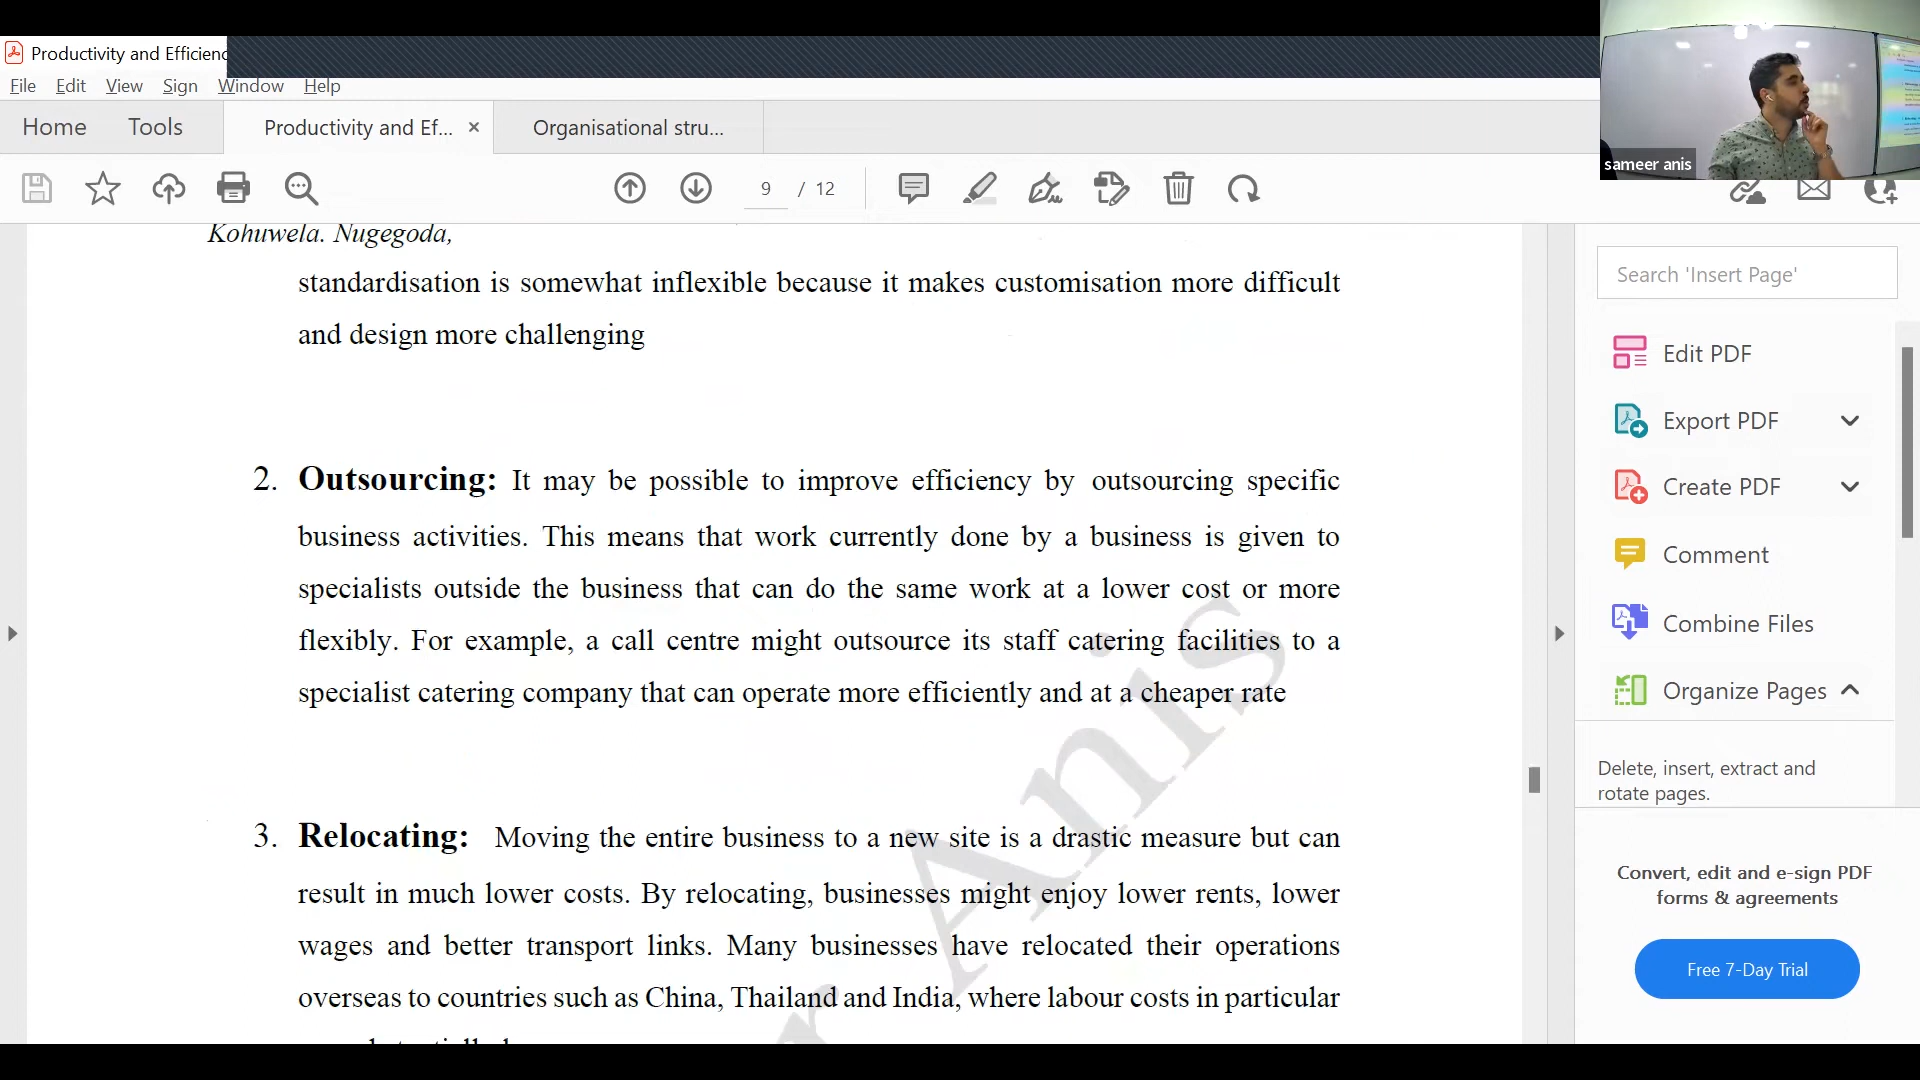 Productivity and Efficienc
File Edit View Sign Window Help
Home Tools Productivity and Ef... × Organisational stru...
sameer anis
9 / 12
Kohuwela. Nugegoda,
standardisation is somewhat inflexible because it makes customisation more difficult
and design more challenging
2. Outsourcing: It may be possible to improve efficiency by outsourcing specific
business activities. This means that work currently done by a business is given to
specialists outside the business that can do the same work at a lower cost or more
flexibly. For example, a call centre might outsource its staff catering facilities to a
specialist catering company that can operate more efficiently and at a cheaper rate
3. Relocating: Moving the entire business to a new site is a drastic measure but can
result in much lower costs. By relocating, businesses might enjoy lower rents, lower
wages and better transport links. Many businesses have relocated their operations
overseas to countries such as China, Thailand and India, where labour costs in particular
r Anis
Search 'Insert Page'
Edit PDF
Export PDF
Create PDF
Comment
Combine Files
Organize Pages
Delete, insert, extract and
rotate pages.
Convert, edit and e-sign PDF
forms & agreements
Free 7-Day Trial